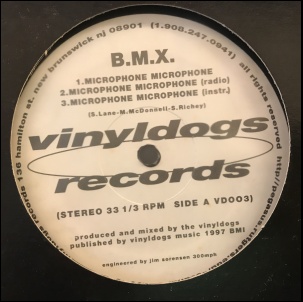 B.M.X.
1.MICROPHONE MICROPHONE
2.MICROPHONE MICROPHONE (radio)
3.MICROPHONE MICROPHONE (instr.)
(S.Lane-M.McDonnell-S.Richey)
vinyldogs
records
(STEREO 33 1/3 RPM SIDE A VD003)
produced and mixed by the vinyldogs
published by vinyldogs music 1997 BMI
engineered by jim sorenson 300mph
records 136 hamilton st. new brunswick nj 08901 (1.908.247.0941) all rights reserved